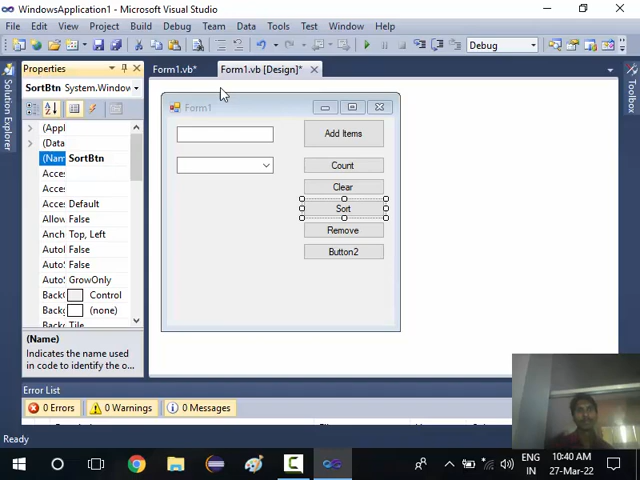 WindowsApplication1 - Microsoft Visual Studio
File Edit View Project Build Debug Team Data Tools Test Window Help
Debug
Properties
SortBtn System.Window
(Appl
(Data
(Nam SortBtn
Acces
Acces
Acces Default
Allow False
Anch Top, Left
Autol False
Auto False
Auto GrowOnly
Back Control
Back (none)
Back Tile
(Name)
Indicates the name used
in code to identify the o...
Solution Explorer
Form1.vb* Form1.vb [Design]*
Form1
Add Items
Count
Clear
Sort
Remove
Button2
Toolbox
Error List
0 Errors 0 Warnings 0 Messages
Ready
ENG
IN
10:40 AM
27-Mar-22